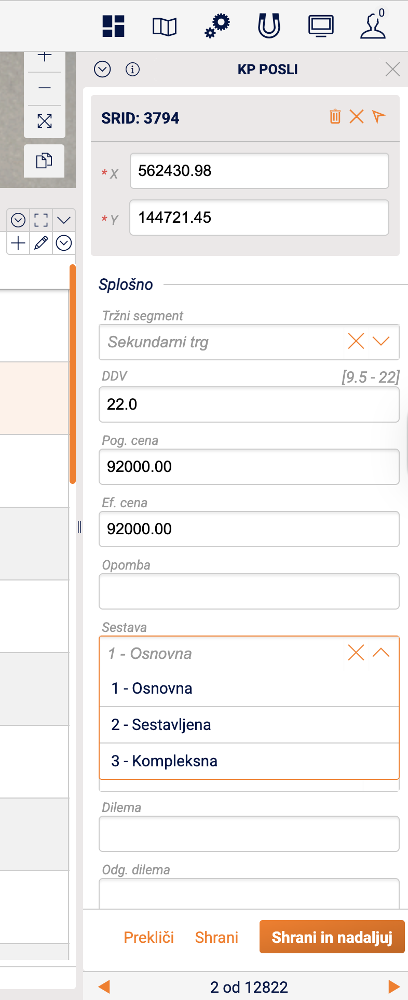 0
KP POSLI
SRID: 3794
* X 562430.98
* Y 144721.45
Splošno
Tržni segment
Sekundarni trg
DDV [9.5 - 22]
22.0
Pog. cena
92000.00
Ef. cena
92000.00
Opomba
Sestava
1 - Osnovna
1 - Osnovna
2 - Sestavljena
3 - Kompleksna
Dilema
Odg. dilema
Prekliči Shrani Shrani in nadaljuj
2 od 12822